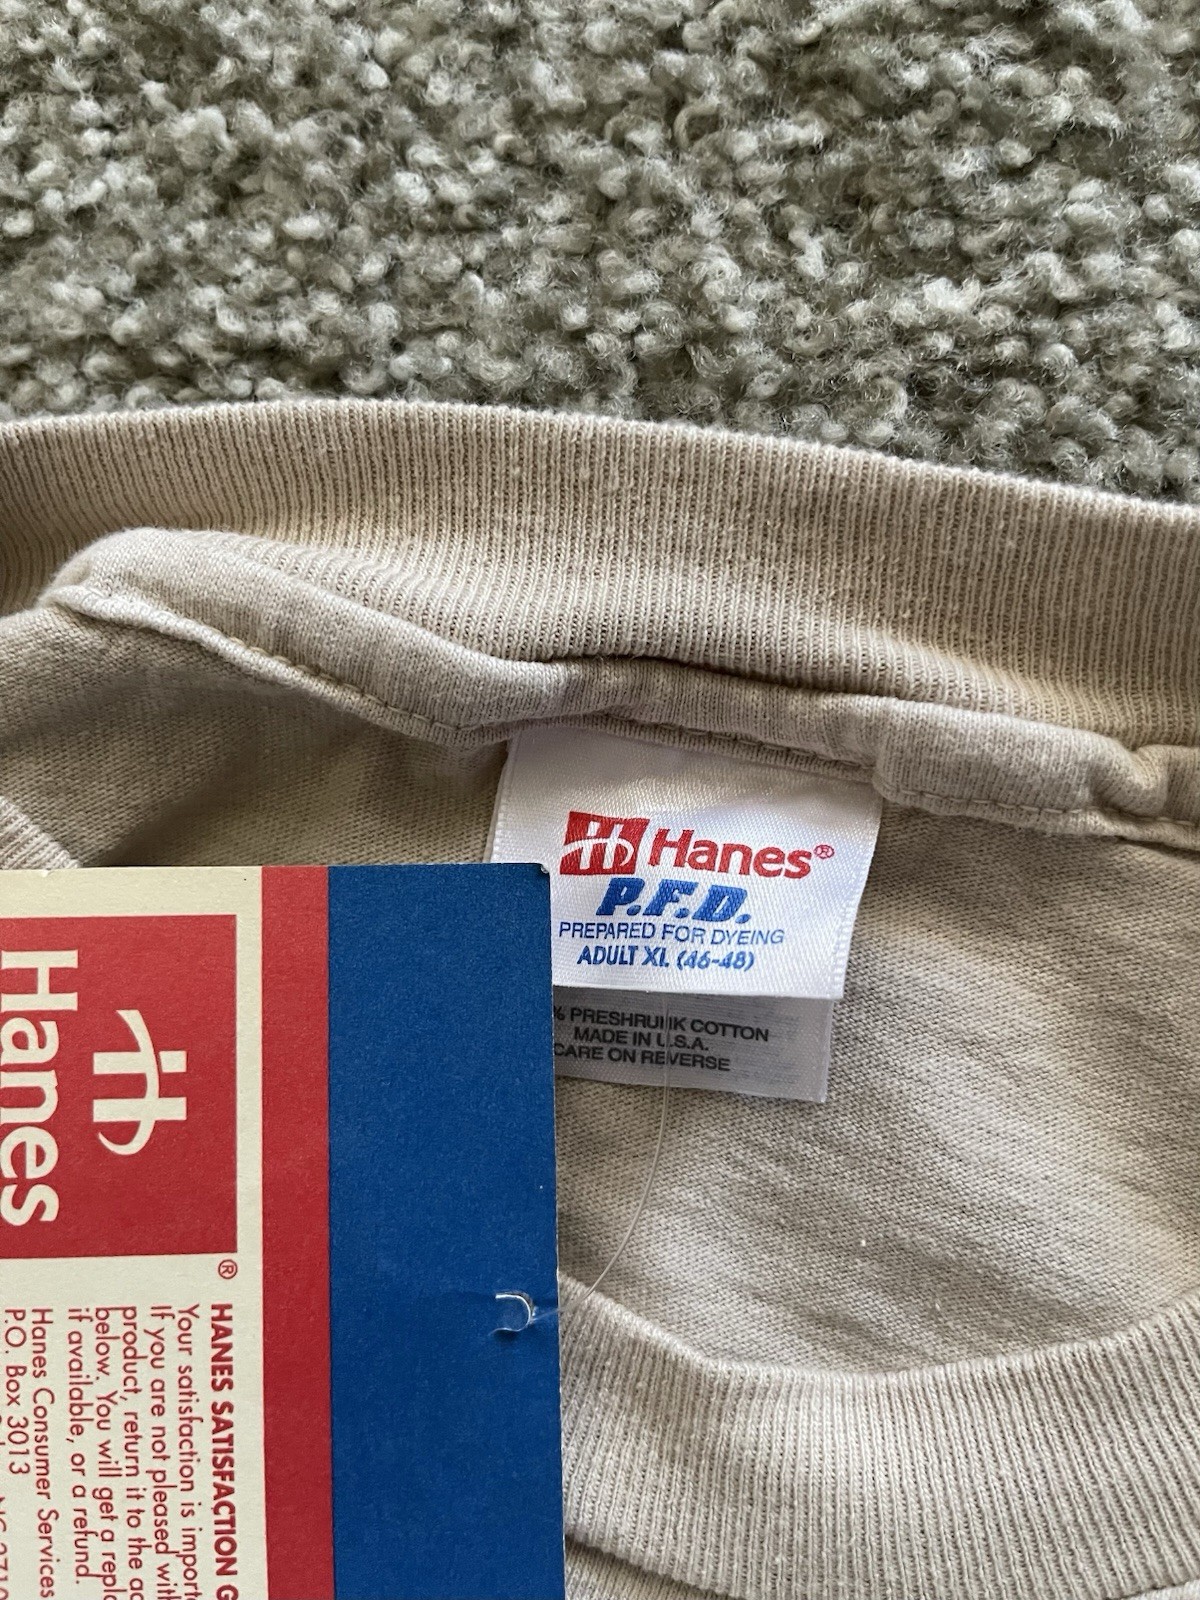 Hanes®
P.F.D.
PREPARED FOR DYEING
ADULT XL (46-48)
% PRESHRUNK COTTON
MADE IN U.S.A.
CARE ON REVERSE
Hanes®
HANES SATISFACTION
Your satisfaction is
If you are not pleased
product, return it to the
below. You will get a
if available, or a refund.
Hanes Consumer Services
P.O. Box 3013